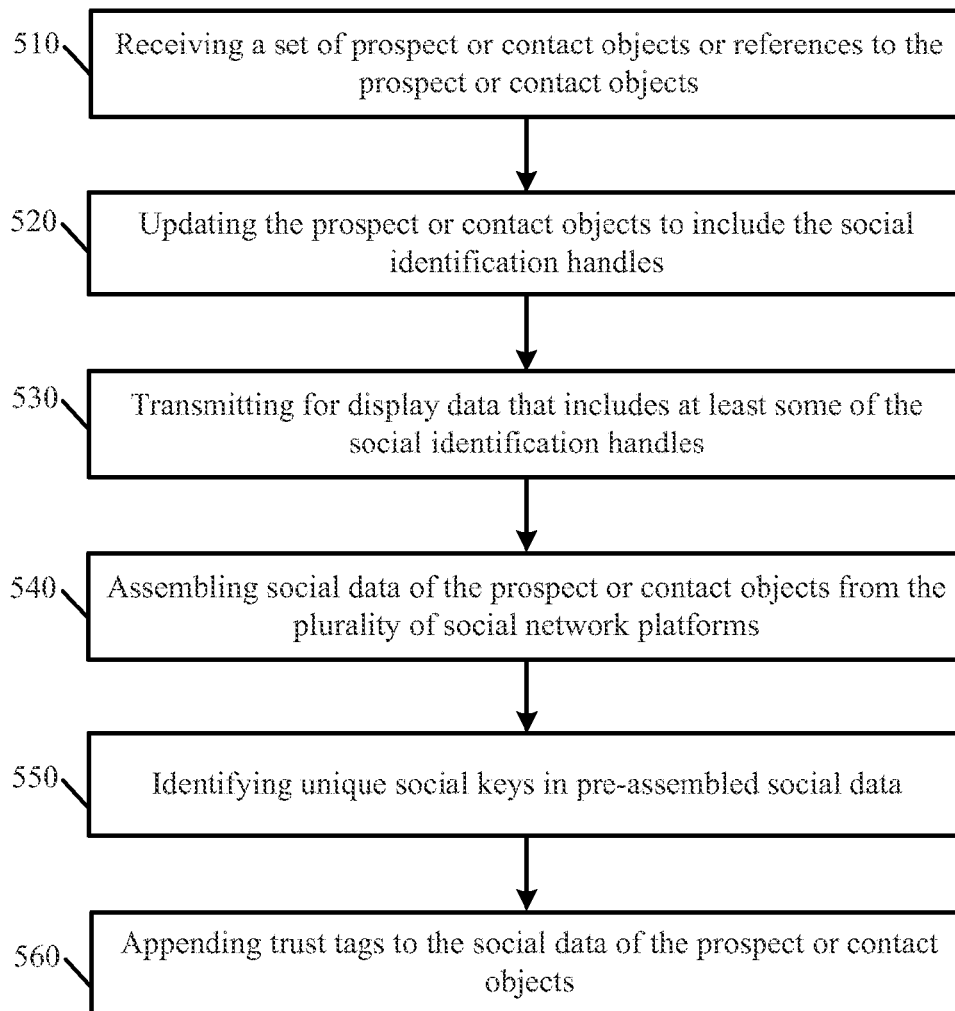 510
Receiving a set of prospect or contact objects or references to the
prospect or contact objects
520
Updating the prospect or contact objects to include the social
identification handles
530
Transmitting for display data that includes at least some of the
social identification handles
540
Assembling social data of the prospect or contact objects from the
plurality of social network platforms
550
Identifying unique social keys in pre-assembled social data
560
Appending trust tags to the social data of the prospect or contact
objects